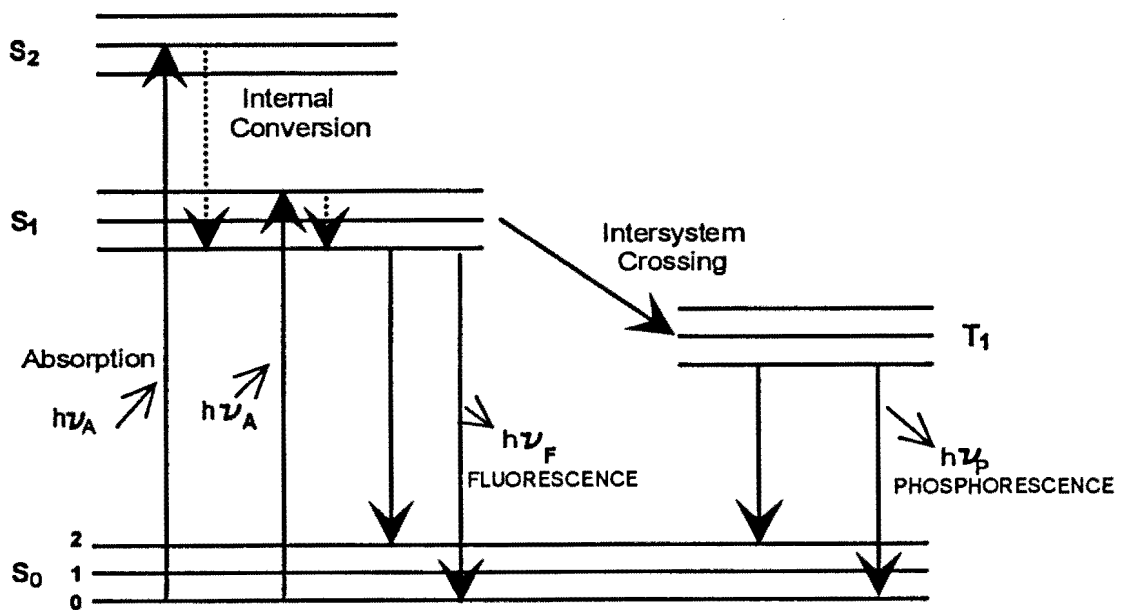 S₂
Internal
Conversion
S₁
Intersystem
Crossing
T₁
Absorption
hνA
hνA
hνF
FLUORESCENCE
hνP
PHOSPHORESCENCE
S₀
2
1
0